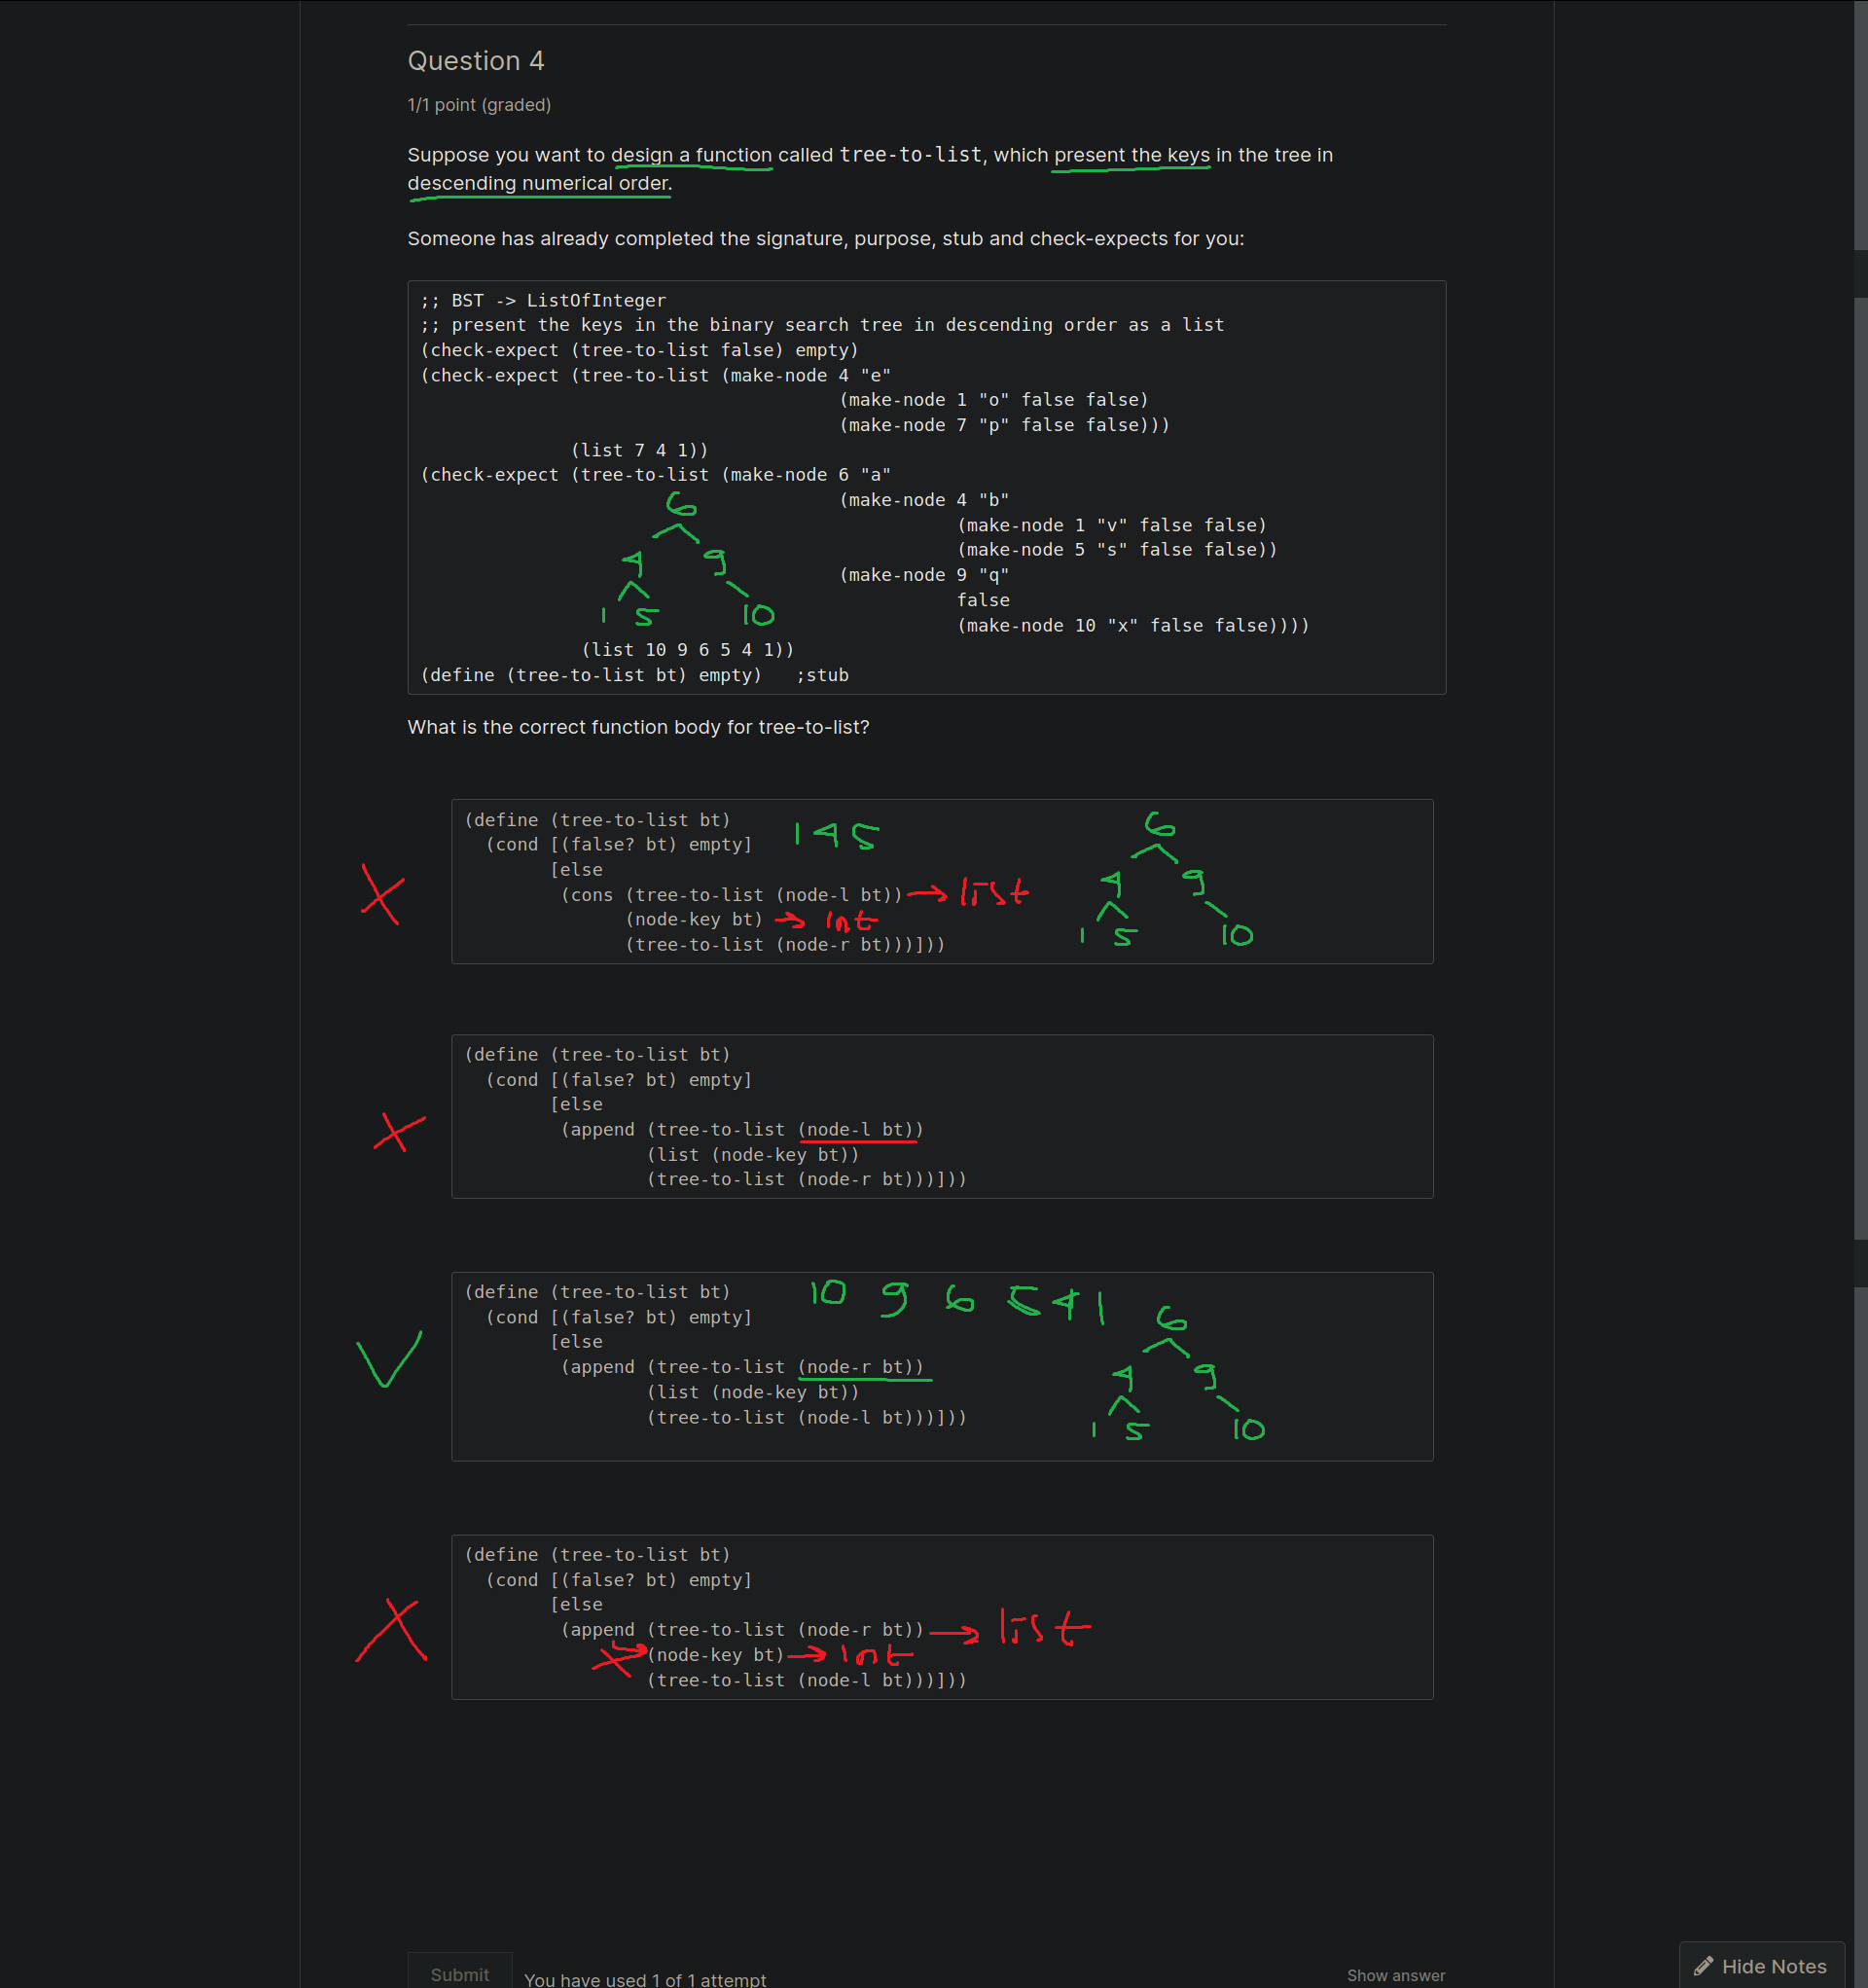 Question 4
1/1 point (graded)
Suppose you want to design a function called tree-to-list, which present the keys in the tree in
descending numerical order.
Someone has already completed the signature, purpose, stub and check-expects for you:
;; BST -> ListOfInteger
;; present the keys in the binary search tree in descending order as a list
(check-expect (tree-to-list false) empty)
(check-expect (tree-to-list (make-node 4 "e"
(make-node 1 "o" false false)
(make-node 7 "p" false false)))
(list 7 4 1))
(check-expect (tree-to-list (make-node 6 "a"
6 (make-node 4 "b"
(make-node 1 "v" false false)
4 9 (make-node 5 "s" false false))
(make-node 9 "q"
false
1 5 10 (make-node 10 "x" false false))))
(list 10 9 6 5 4 1))
(define (tree-to-list bt) empty) ;stub
What is the correct function body for tree-to-list?
(define (tree-to-list bt) 1 4 5 6
(cond [(false? bt) empty]
[else 4 9
(cons (tree-to-list (node-l bt)) list
(node-key bt) Int
(tree-to-list (node-r bt)))])) 1 5 10
(define (tree-to-list bt)
(cond [(false? bt) empty]
[else
(append (tree-to-list (node-l bt))
(list (node-key bt))
(tree-to-list (node-r bt)))]))
(define (tree-to-list bt) 10 9 6 5 4 1
(cond [(false? bt) empty] 6
[else
(append (tree-to-list (node-r bt)) 4 9
(list (node-key bt))
(tree-to-list (node-l bt)))])) 1 5 10
(define (tree-to-list bt)
(cond [(false? bt) empty]
[else
(append (tree-to-list (node-r bt)) list
(node-key bt) Int
(tree-to-list (node-l bt)))]))
Submit You have used 1 of 1 attempt Show answer
Hide Notes